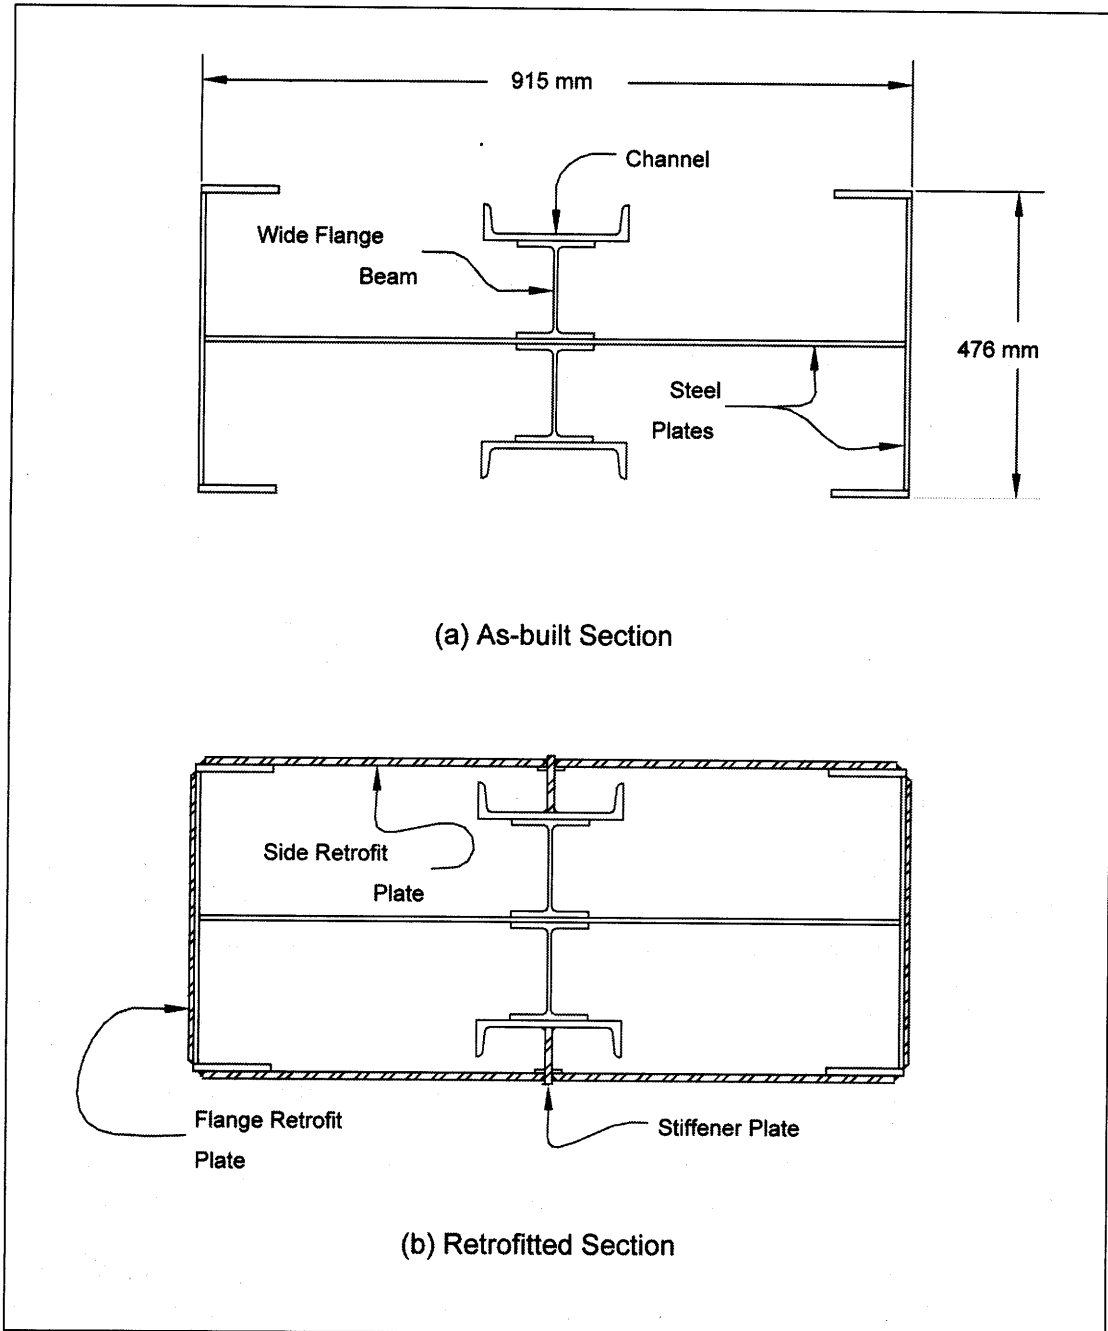 915 mm
Channel
Wide Flange
Beam
476 mm
Steel
Plates
(a) As-built Section
Side Retrofit
Plate
Flange Retrofit
Plate
Stiffener Plate
(b) Retrofitted Section